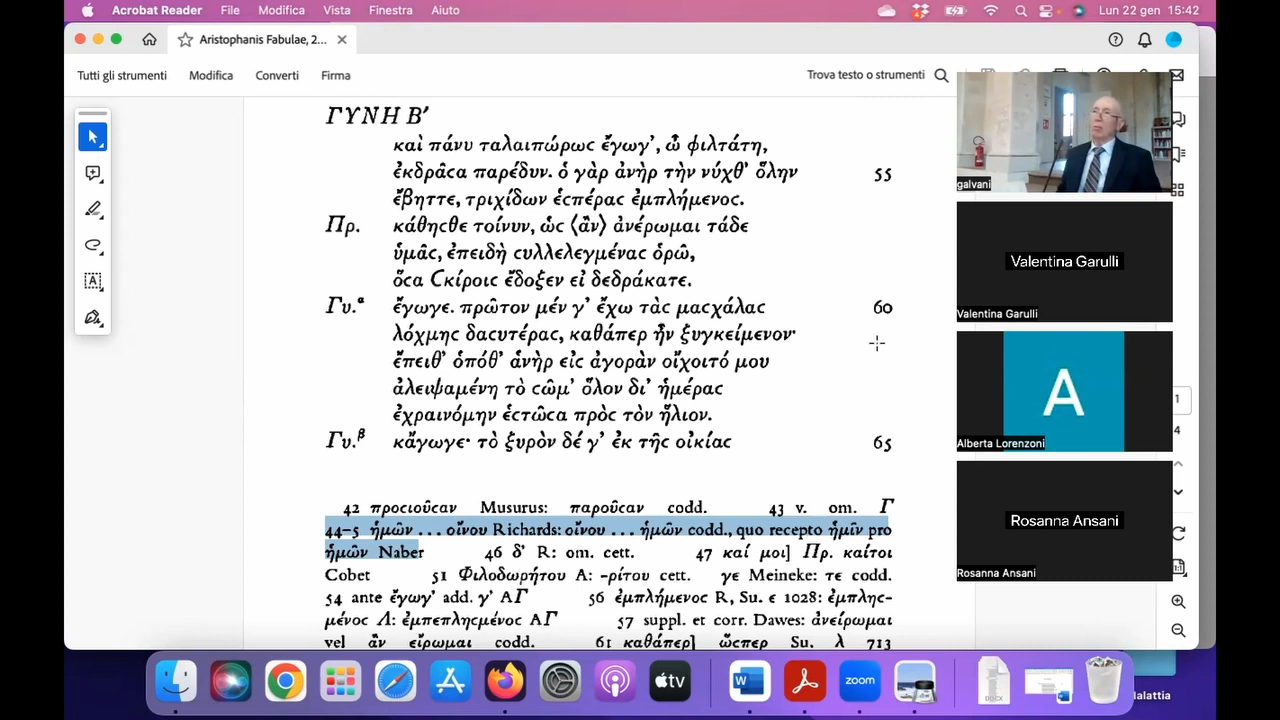 Acrobat Reader File Modifica Vista Finestra Aiuto Lun 22 gen 15:42
Aristophanis Fabulae, 2...
Tutti gli strumenti Modifica Converti Firma Trova testo o strumenti
ΓΥΝΗ Β′
καὶ πάνυ ταλαιπώρως ἔγωγ’, ὦ φιλτάτη,
ἐκδρᾶϲα παρέδυν. ὁ γὰρ ἀνὴρ τὴν νύχθ’ ὅλην 55
ἔβηττε, τριχίδων ἑϲπέραϲ ἐμπλήμενοϲ.
Πρ. κάθηϲθε τοίνυν, ὡϲ ⟨ἂν⟩ ἀνέρωμαι τάδε
ὑμᾶϲ, ἐπειδὴ ϲυλλελεγμέναϲ ὁρῶ,
ὅϲα Ϲκίροιϲ ἔδοξεν εἰ δεδράκατε.
Γυ.ᵅ ἔγωγε. πρῶτον μέν γ’ ἔχω τὰϲ μαϲχάλαϲ 60
λόχμηϲ δαϲυτέραϲ, καθάπερ ἦν ξυγκείμενον·
ἔπειθ’ ὁπόθ’ ἁνὴρ εἰϲ ἀγορὰν οἴχοιτό μου
ἀλειψαμένη τὸ ϲῶμ’ ὅλον δι’ ἡμέραϲ
ἐχραινόμην ἑϲτῶϲα πρὸϲ τὸν ἥλιον.
Γυ.ᵝ κἄγωγε· τὸ ξυρὸν δέ γ’ ἐκ τῆϲ οἰκίαϲ 65
42 προϲιοῦϲαν Musurus: παροῦϲαν codd. 43 v. om. Γ
44–5 ἡμῶν . . . οἴνου Richards: οἴνου . . . ἡμῶν codd., quo recepto ἡμῖν pro
ἡμῶν Naber 46 δ’ R: om. cett. 47 καί μοι] Πρ. καίτοι
Cobet 51 Φιλοδωρήτου A: -ρίτου cett. γε Meineke: τε codd.
54 ante ἔγωγ’ add. γ’ ΑΓ 56 ἐμπλήμενοϲ R, Su. ε 1028: ἐμπληϲ-
μένοϲ Λ: ἐμπεπληϲμένοϲ ΑΓ 57 suppl. et corr. Dawes: ἀνείρωμαι
vel ἂν εἴρωμαι codd. 61 καθάπερ] ὥϲπερ Su. λ 713
galvani
Valentina Garulli
Valentina Garulli
A
Alberta Lorenzoni
Rosanna Ansani
Rosanna Ansani
1
4
tv W zoom
DOCX
Malattia